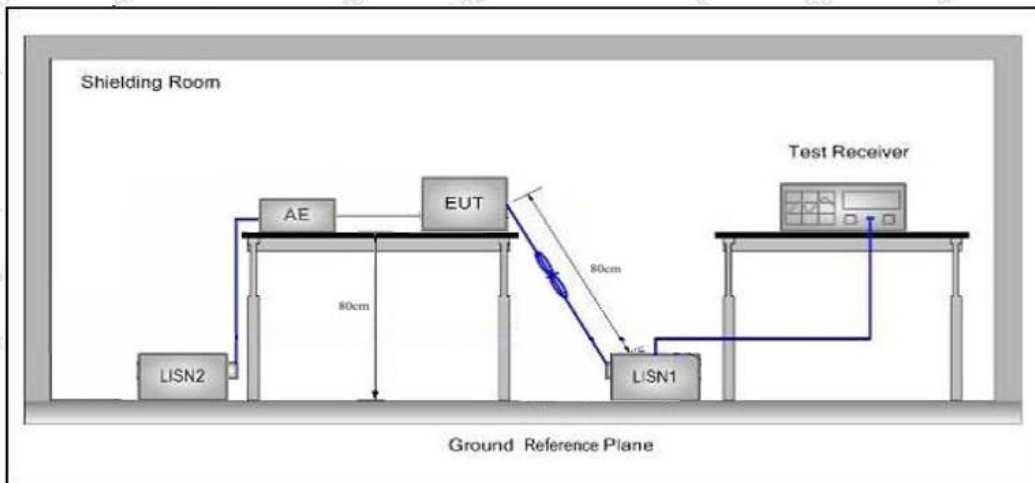 Shielding Room
Test Receiver
EUT
AE
80cm
80cm
LISN2
LISN1
Ground Reference Plane